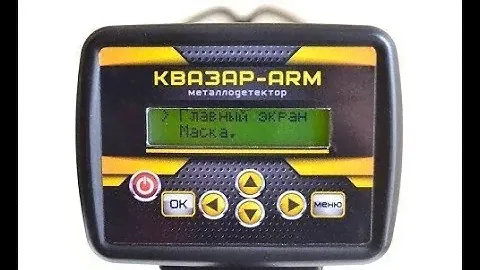 КВАЗАР-ARM
металлодетектор
> Главный экран
Маска.
OK
меню